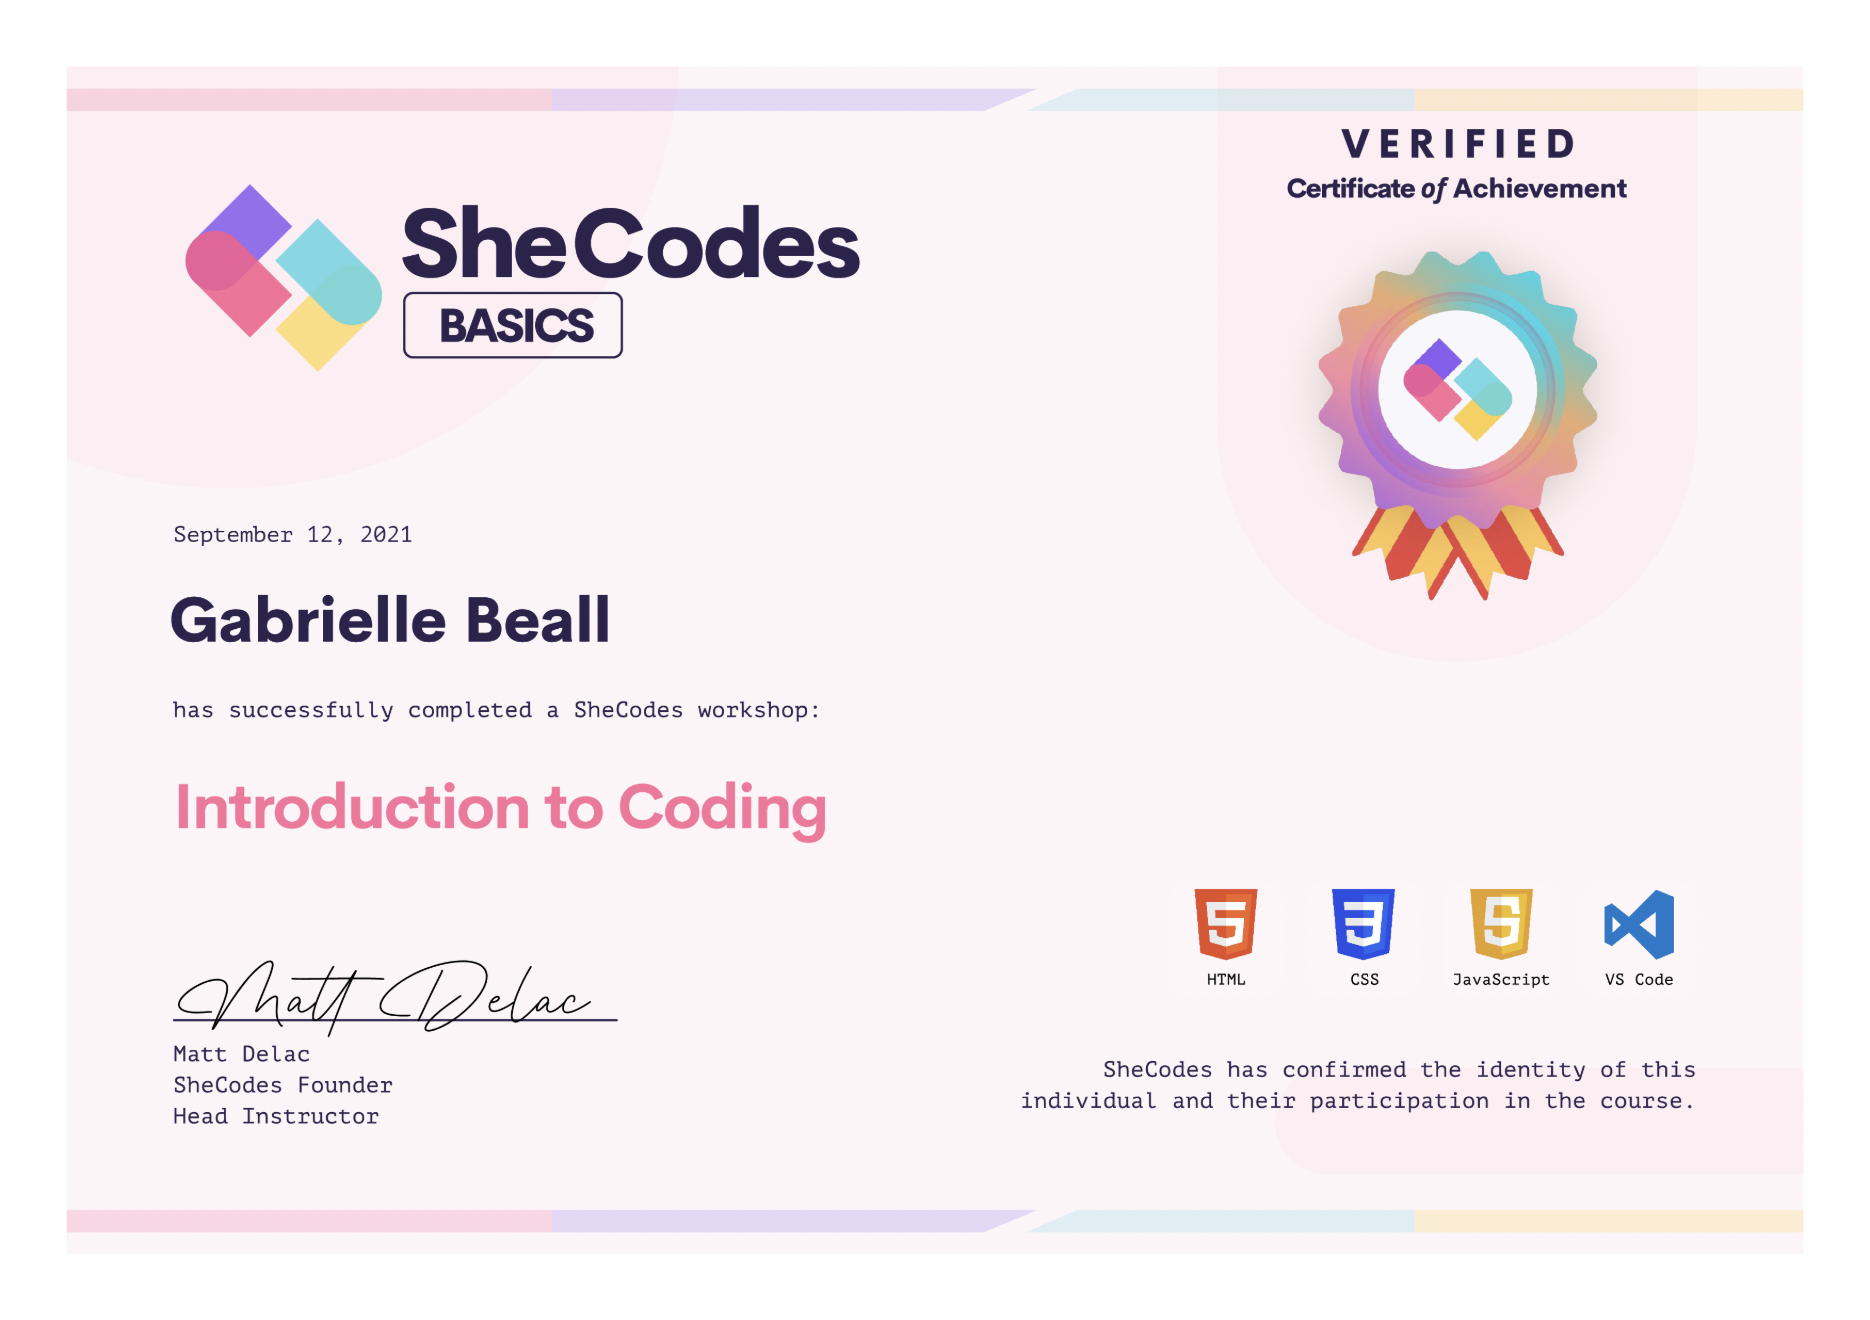 VERIFIED
Certificate of Achievement
SheCodes
BASICS
September 12, 2021
Gabrielle Beall
has successfully completed a SheCodes workshop:
Introduction to Coding
HTML
CSS
JavaScript
VS Code
Matt Delac
Matt Delac
SheCodes Founder
Head Instructor
SheCodes has confirmed the identity of this
individual and their participation in the course.